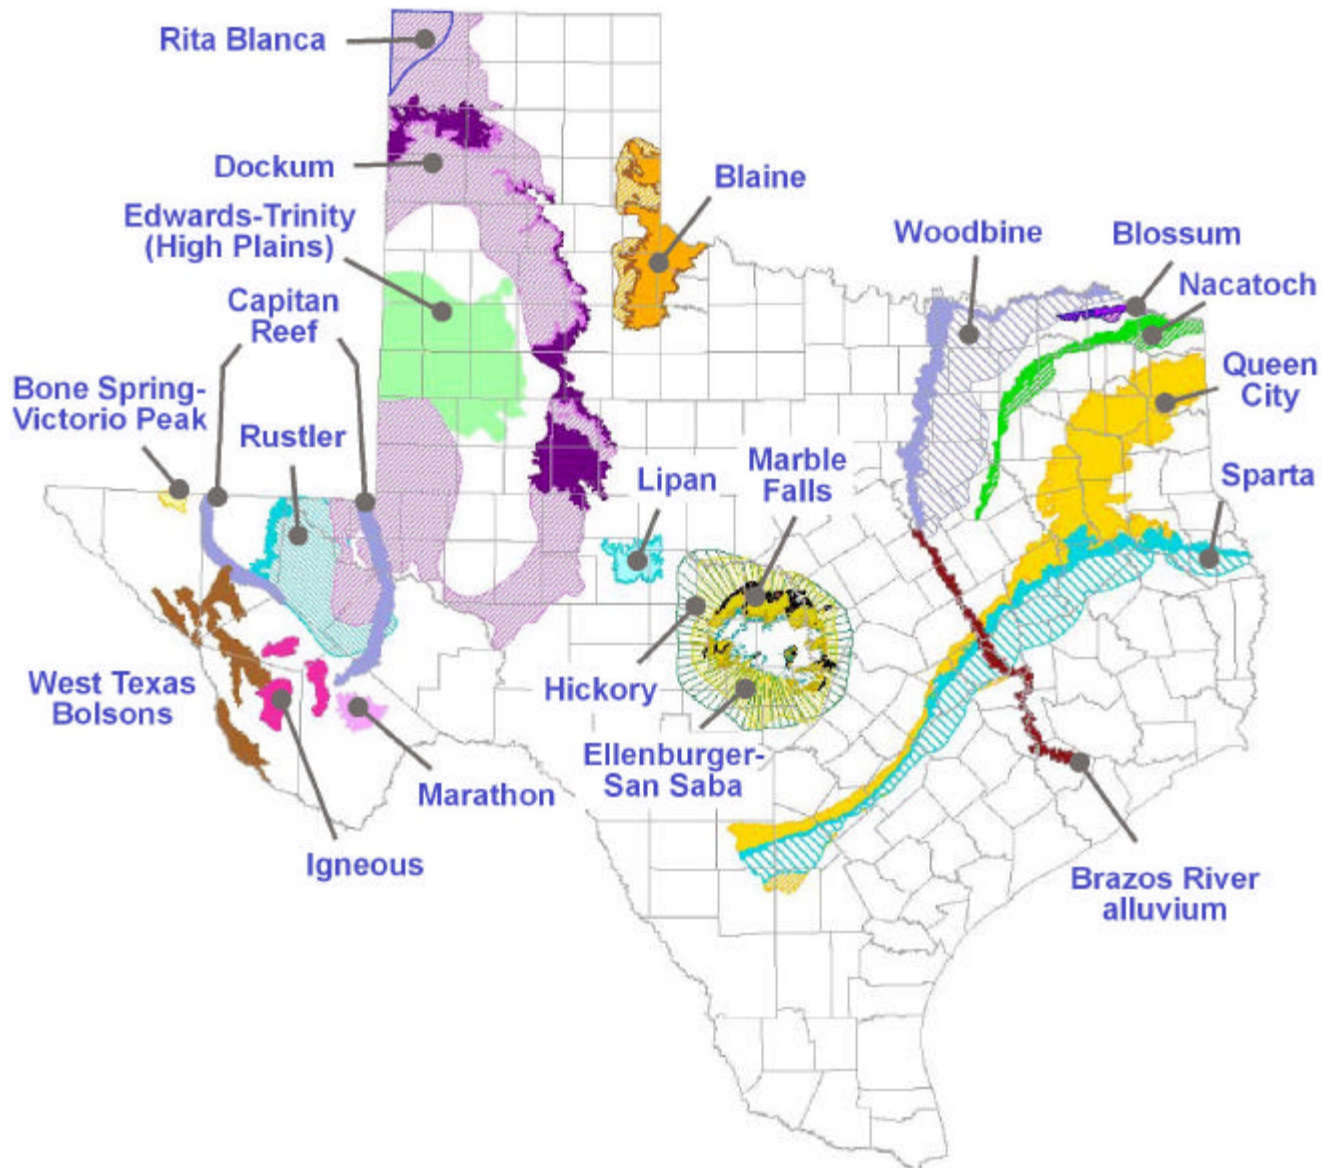 Rita Blanca
Dockum
Edwards-Trinity
(High Plains)
Capitan
Reef
Bone Spring-
Victorio Peak
Rustler
Blaine
Woodbine
Blossum
Nacatoch
Queen
City
Sparta
Lipan
Marble
Falls
Hickory
Ellenburger-
San Saba
West Texas
Bolsons
Marathon
Igneous
Brazos River
alluvium